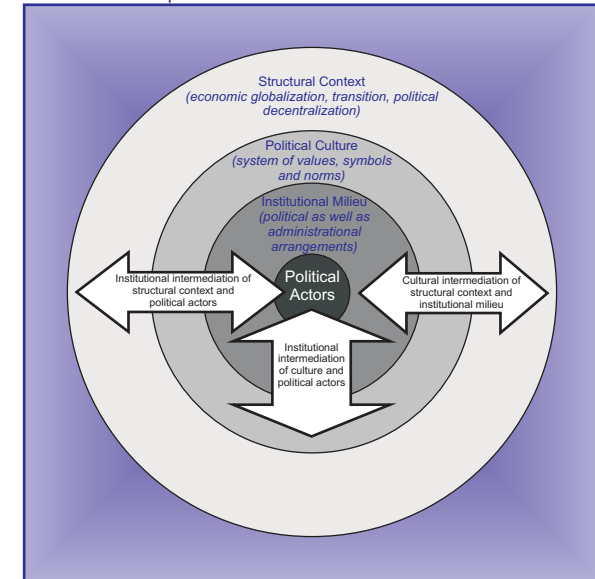 Structural Context
(economic globalization, transition, political
decentralization)
Political Culture
(system of values, symbols
and norms)
Institutional Milieu
(political as well as
administrational
arrangements)
Political
Actors
Institutional intermediation of
structural context and
political actors
Cultural intermediation of
structural context and
institutional milieu
Institutional
intermediation
of culture and
political actors